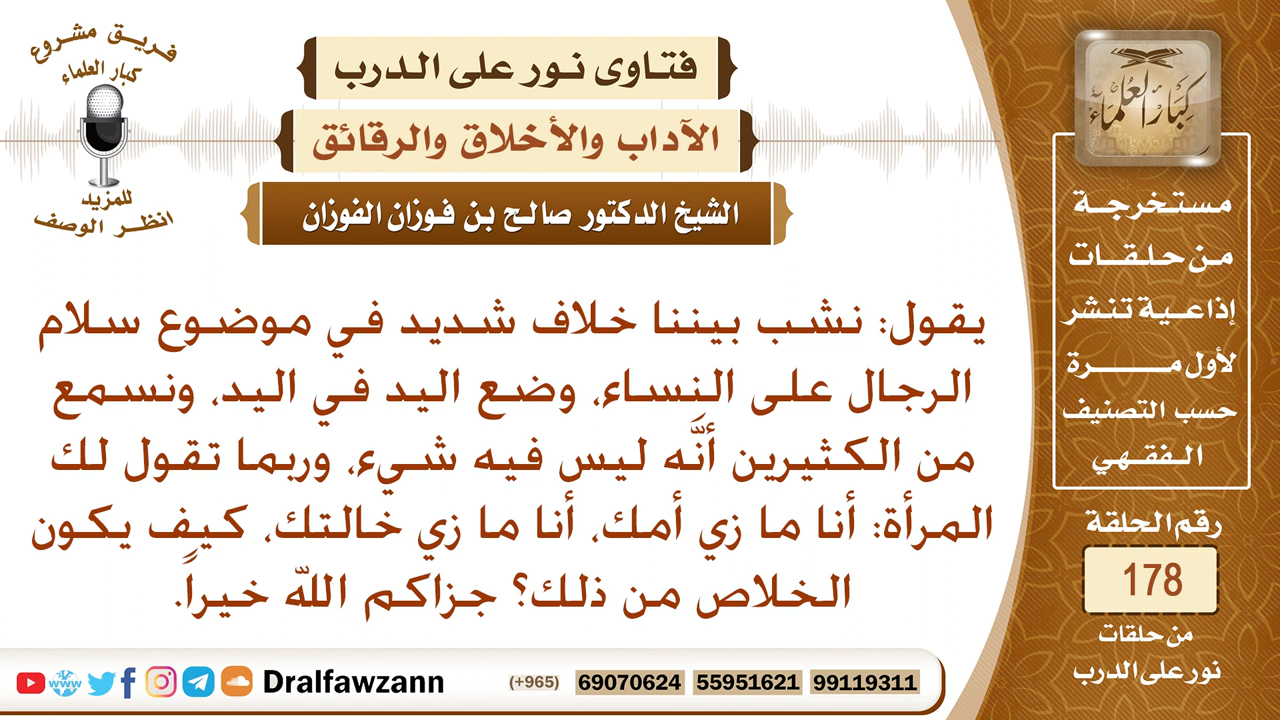 فريق مشروع
كبار العلماء
للمزيد
انظر الوصف
فتاوى نور على الدرب
الآداب والأخلاق والرقائق
الشيخ الدكتور صالح بن فوزان الفوزان
يقول: نشب بيننا خلاف شديد في موضوع سلام
الرجال على النساء، وضع اليد في اليد، ونسمع
من الكثيرين أنَّه ليس فيه شيء، وربما تقول لك
المرأة: أنا ما زي أمك، أنا ما زي خالتك، كيف يكون
الخلاص من ذلك؟ جزاكم الله خيراً.
كبار العلماء
مستخرجة
من حلقات
إذاعية تنشر
لأول مرة
حسب التصنيف
الفقهي
رقم الحلقة
178
من حلقات
نور على الدرب
www
Dralfawzann
(+965) 69070624 55951621 99119311